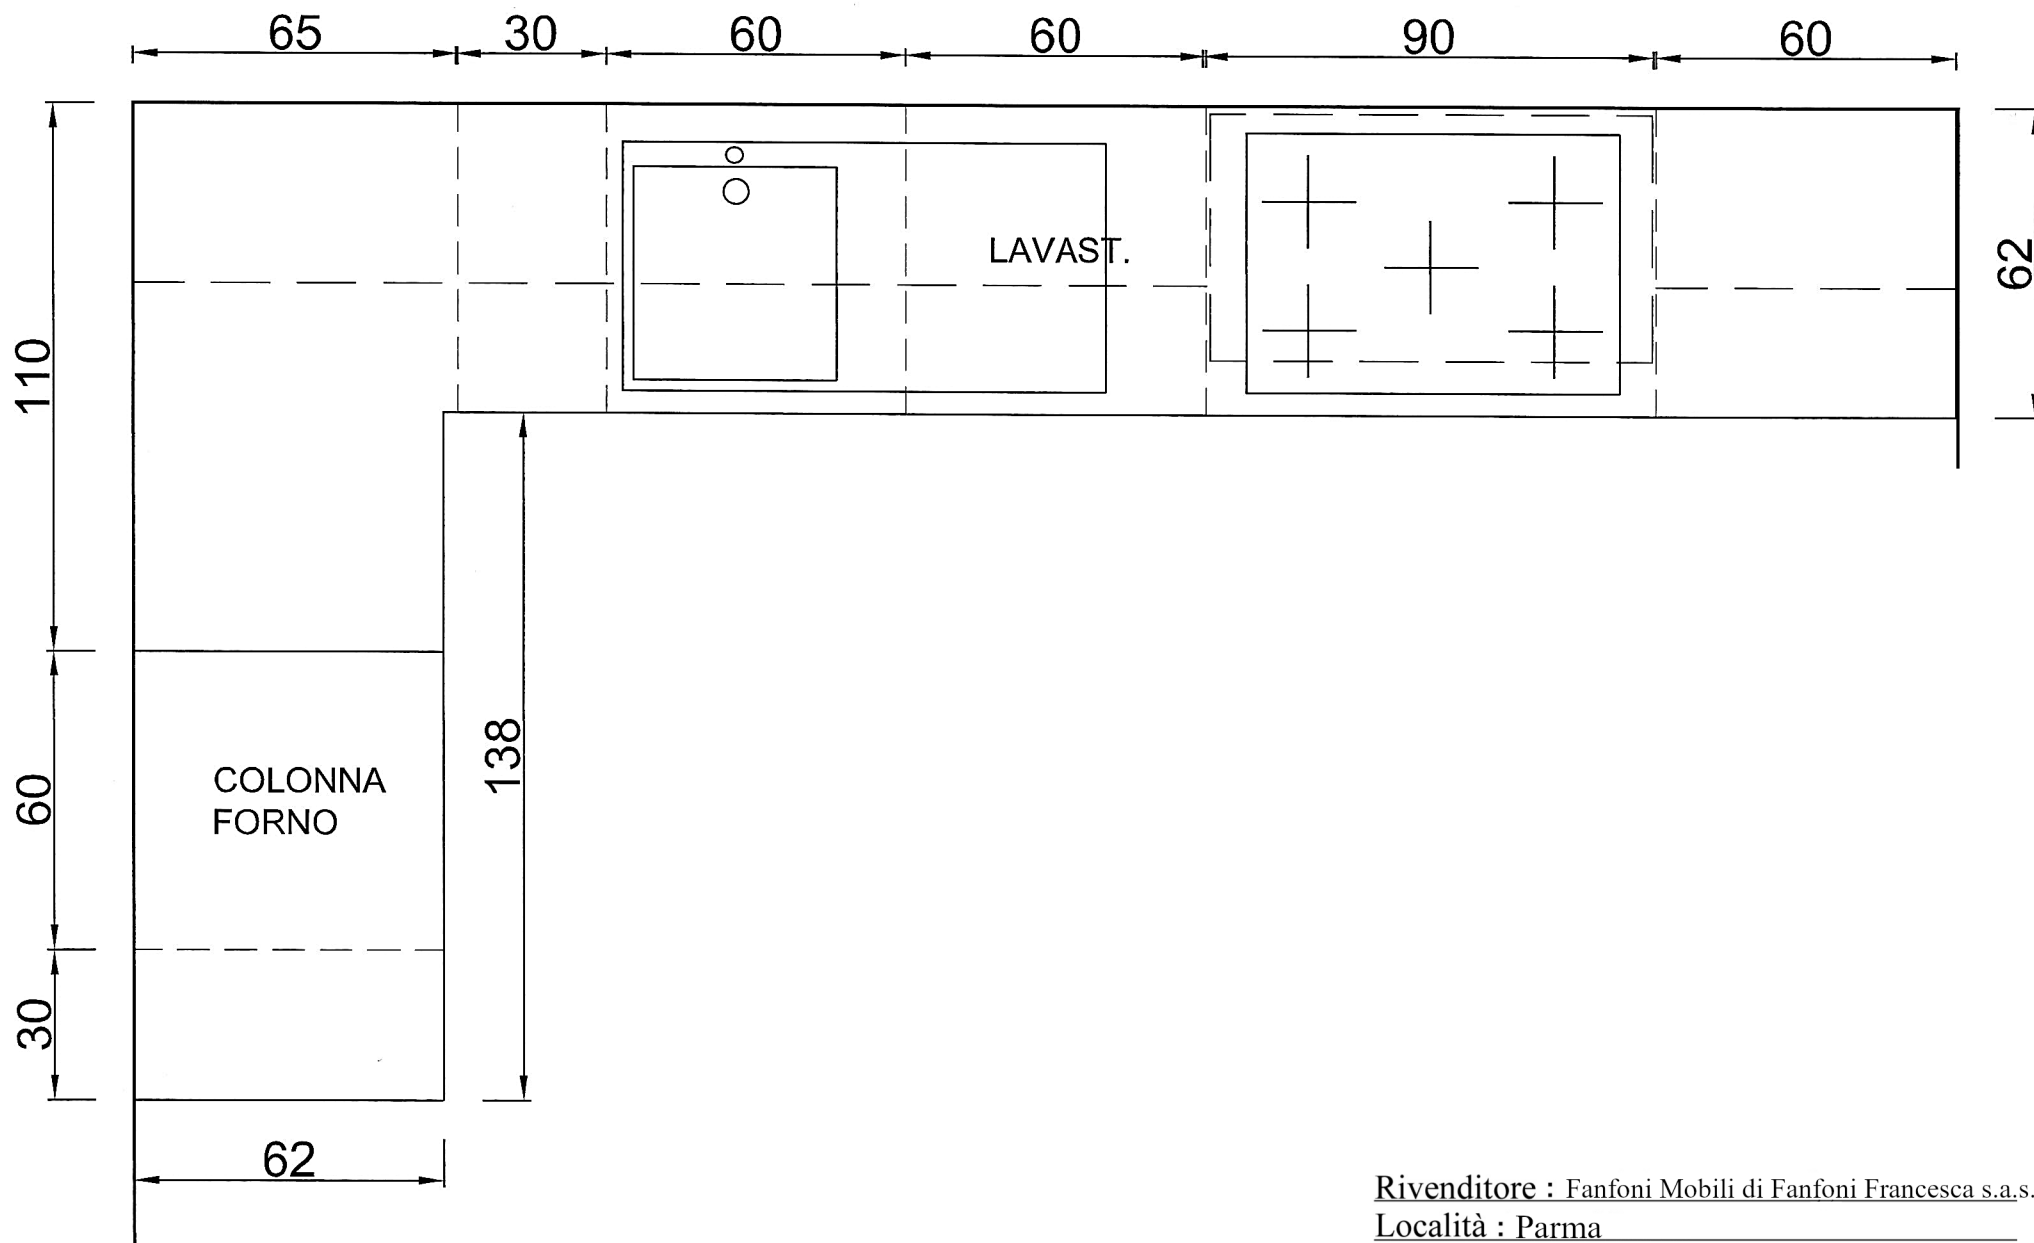 65 30 60 60 90 60
62
LAVAST.
110
138
60
COLONNA
FORNO
30
62
Rivenditore : Fanfoni Mobili di Fanfoni Francesca s.a.s.
Località : Parma